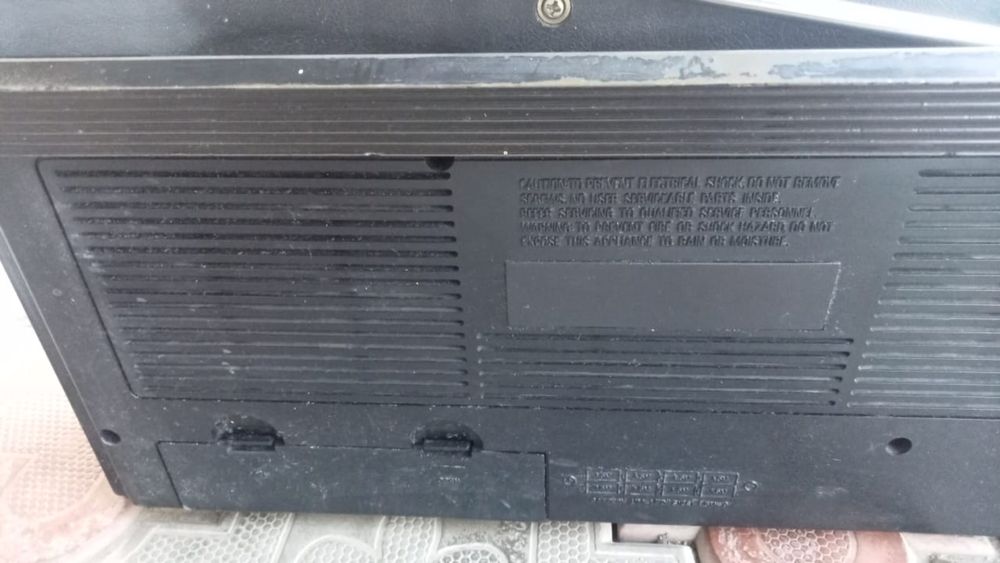 CAUTION:TO PREVENT ELECTRICAL SHOCK, DO NOT REMOVE
SCREWS. NO USER SERVICEABLE PARTS INSIDE.
REFER SERVICING TO QUALIFIED SERVICE PERSONNEL.
WARNING: TO PREVENT FIRE OR SHOCK HAZARD, DO NOT
EXPOSE THIS APPLIANCE TO RAIN OR MOISTURE.